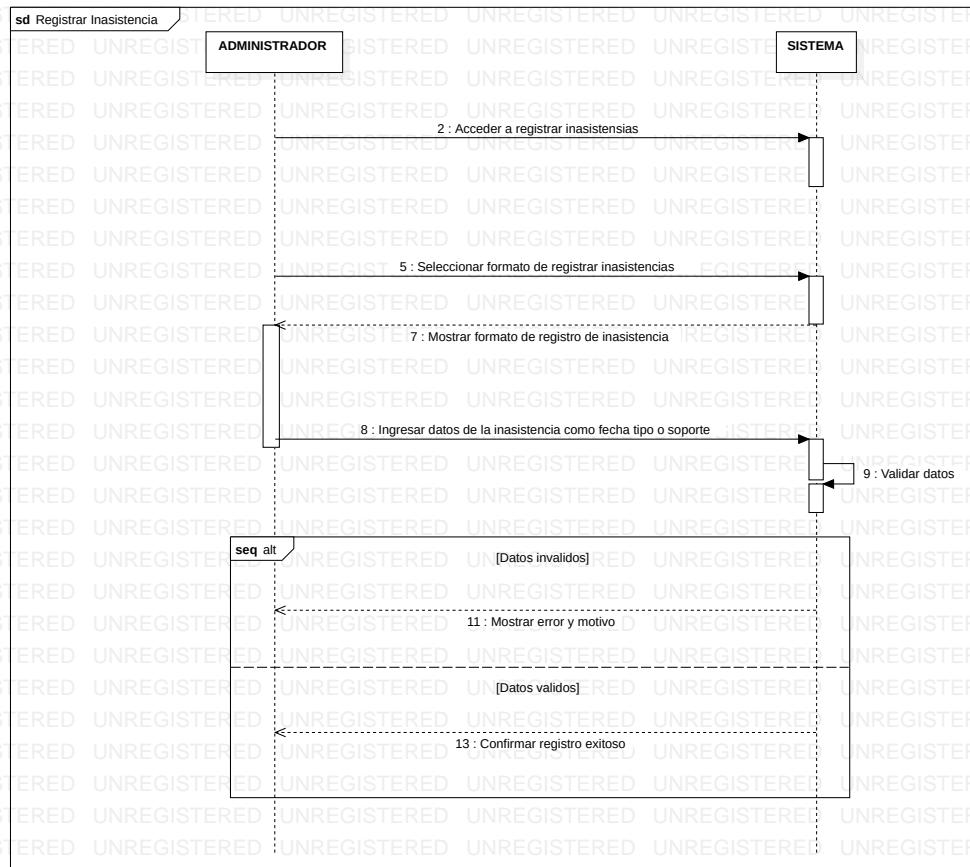 sd Registrar Inasistencia
ADMINISTRADOR
SISTEMA
2 : Acceder a registrar inasistensias
5 : Seleccionar formato de registrar inasistencias
7 : Mostrar formato de registro de inasistencia
8 : Ingresar datos de la inasistencia como fecha tipo o soporte
9 : Validar datos
seq alt
[Datos invalidos]
11 : Mostrar error y motivo
[Datos validos]
13 : Confirmar registro exitoso
UNREGISTERED